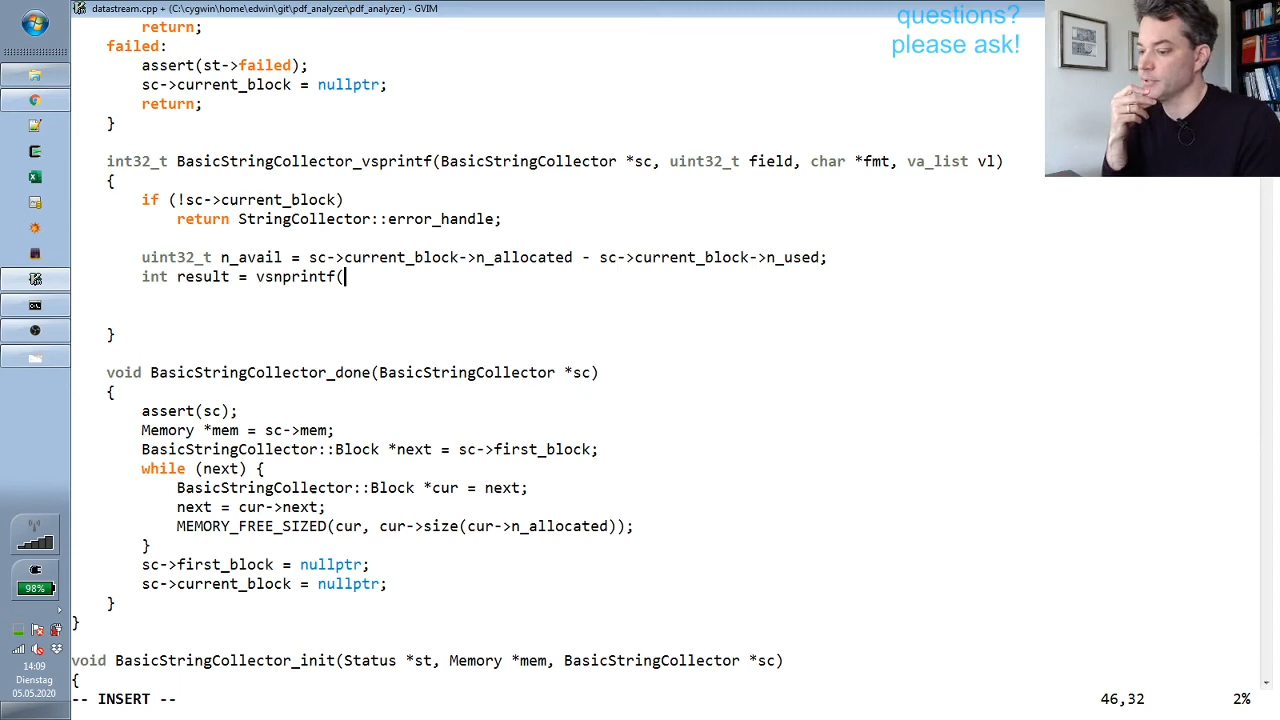 datastream.cpp + (C:\cygwin\home\edwin\git\pdf_analyzer\pdf_analyzer) - GVIM
questions?
please ask!
return;
failed:
assert(st->failed);
sc->current_block = nullptr;
return;
}
int32_t BasicStringCollector_vsprintf(BasicStringCollector *sc, uint32_t field, char *fmt, va_list vl)
{
if (!sc->current_block)
return StringCollector::error_handle;
uint32_t n_avail = sc->current_block->n_allocated - sc->current_block->n_used;
int result = vsnprintf(
}
void BasicStringCollector_done(BasicStringCollector *sc)
{
assert(sc);
Memory *mem = sc->mem;
BasicStringCollector::Block *next = sc->first_block;
while (next) {
BasicStringCollector::Block *cur = next;
next = cur->next;
MEMORY_FREE_SIZED(cur, cur->size(cur->n_allocated));
}
sc->first_block = nullptr;
sc->current_block = nullptr;
}
}
void BasicStringCollector_init(Status *st, Memory *mem, BasicStringCollector *sc)
{
-- INSERT --
46,32
2%
98%
14:09
Dienstag
05.05.2020